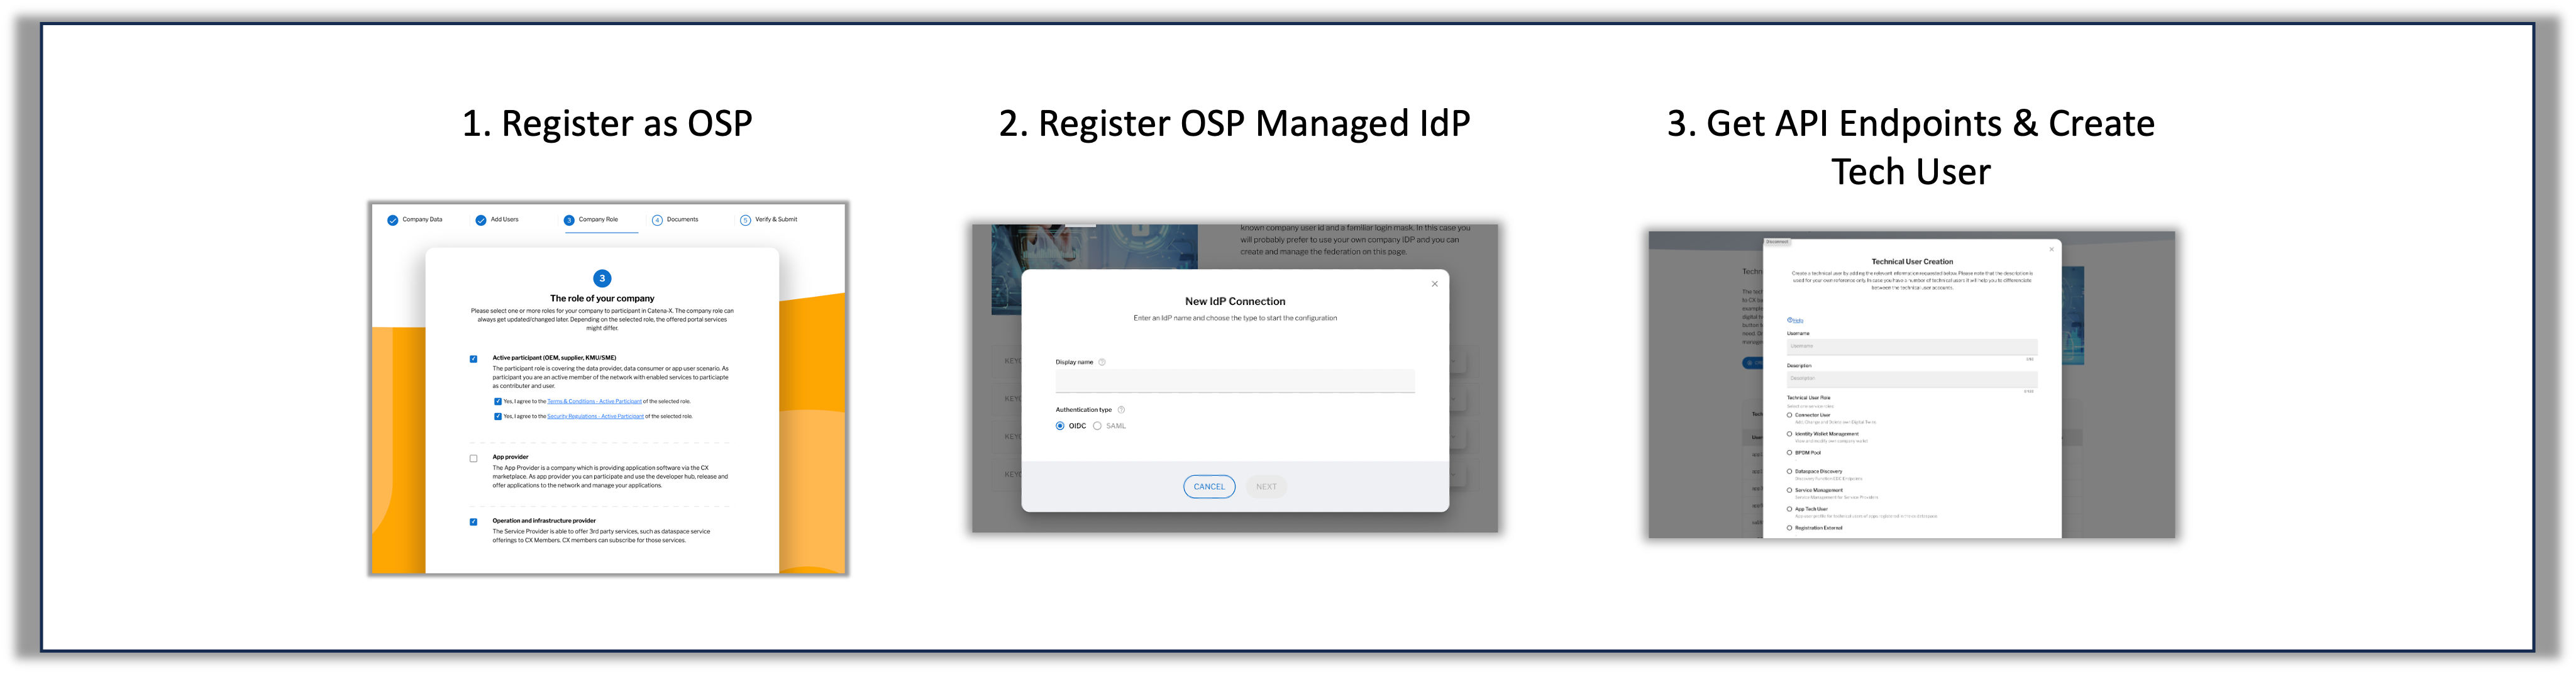 1. Register as OSP
Company Data
Add Users
3
Company Role
4
Documents
5
Verify & Submit
3
The role of your company
Please select one or more roles for your company to participate in Catena-X. The company role can
always get updated/changed later. Depending on the selected role, the offered portal services
might differ.
Active participant (OEM, supplier, KMU/SME)
The participant role is covering the data provider, data consumer or app user scenario. As
participant you are an active member of the network with enabled services to particiapte
as contributer and user.
Yes, I agree to the Terms & Conditions - Active Participant of the selected role.
Yes, I agree to the Security Regulations - Active Participant of the selected role.
App provider
The App Provider is a company which is providing application software via the CX
marketplace. As app provider you can participate and use the developer hub, release and
offer applications to the network and manage your applications.
Operation and infrastructure provider
The Service Provider is able to offer 3rd party services, such as dataspace service
offerings to CX Members. CX members can subscribe for those services.
2. Register OSP Managed IdP
known company user id and a familiar login mask. In this case you
will probably prefer to use your own company IDP and you can
create and manage the federation on this page.
New IdP Connection
Enter an IdP name and choose the type to start the configuration
Display name
Authentication type
OIDC
SAML
CANCEL
NEXT
3. Get API Endpoints & Create
Tech User
Technical User Creation
Create a technical user by adding the relevant information requested below. Please note that the description is
used for your own reference only. In case you have a number of technical users it will help you to differentiate
between the technical user accounts.
Help
Username
Username
Description
Description
Technical User Role
Connector User
Identity Wallet Management
View and modify own company wallet
BPDM Pool
Dataspace Discovery
Service Management
Service Management for Service Providers
App Tech User
Registration External